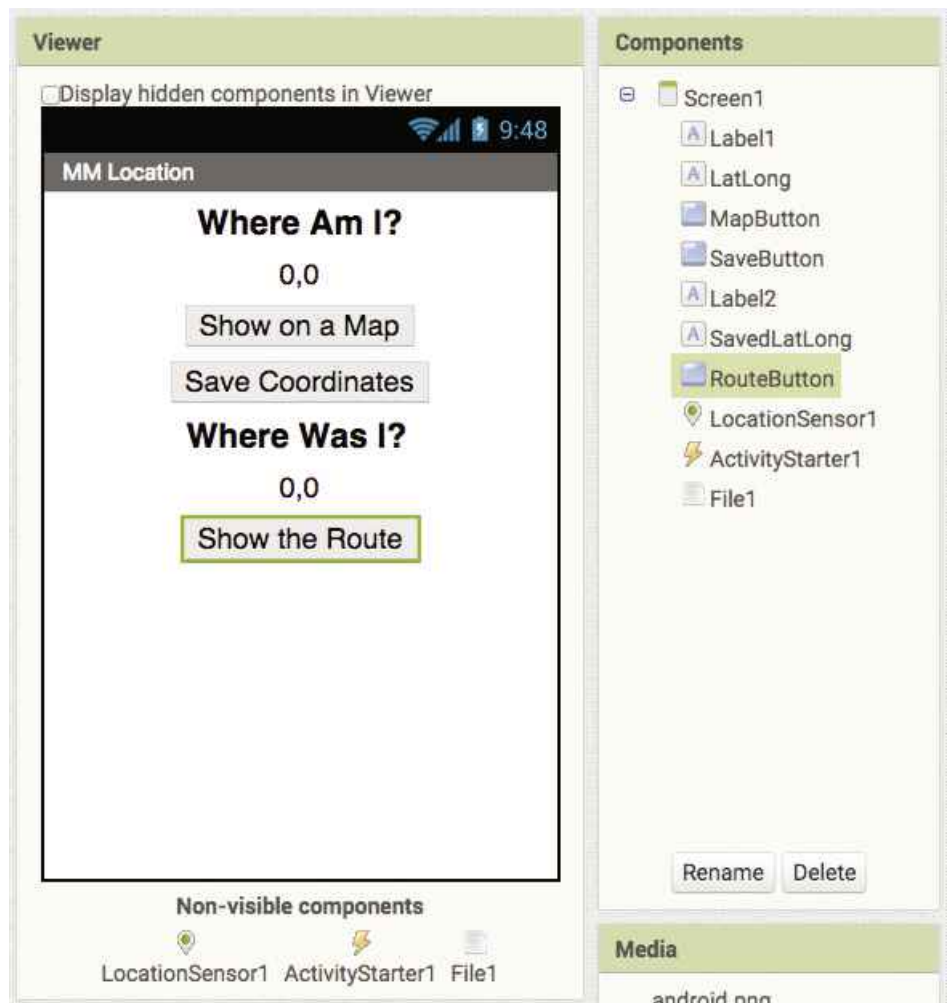 Viewer
Display hidden components in Viewer
9:48
MM Location
Where Am I?
0,0
Show on a Map
Save Coordinates
Where Was I?
0,0
Show the Route
Non-visible components
LocationSensor1 ActivityStarter1 File1
Components
Screen1
A Label1
A LatLong
MapButton
SaveButton
A Label2
A SavedLatLong
RouteButton
LocationSensor1
ActivityStarter1
File1
Rename Delete
Media
android.png